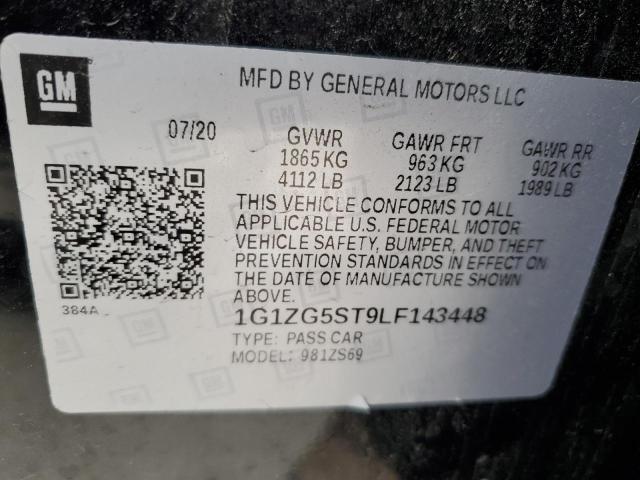 GM
MFD BY GENERAL MOTORS LLC
07/20 GVWR GAWR FRT GAWR RR
1865 KG 963 KG 902 KG
4112 LB 2123 LB 1989 LB
THIS VEHICLE CONFORMS TO ALL
APPLICABLE U.S. FEDERAL MOTOR
VEHICLE SAFETY, BUMPER, AND THEFT
PREVENTION STANDARDS IN EFFECT ON
THE DATE OF MANUFACTURE SHOWN
ABOVE.
384A
1G1ZG5ST9LF143448
TYPE: PASS CAR
MODEL: 981ZS69